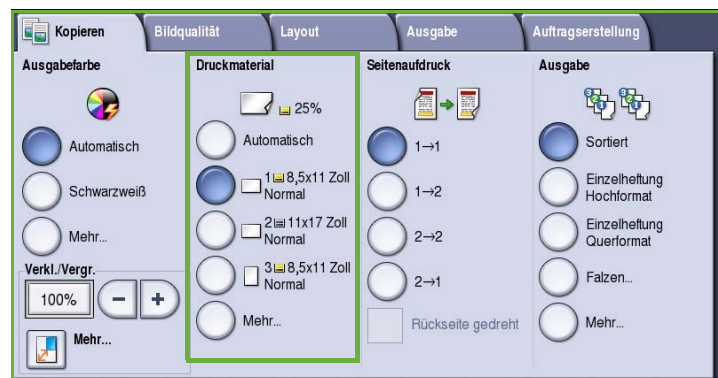 Kopieren
Bildqualität
Layout
Ausgabe
Auftragserstellung
Ausgabefarbe
Automatisch
Schwarzweiß
Mehr...
Verkl./Vergr.
100%
Mehr...
Druckmaterial
25%
Automatisch
1 8,5x11 Zoll
Normal
2 11x17 Zoll
Normal
3 8,5x11 Zoll
Normal
Mehr...
Seitenaufdruck
1→1
1→2
2→2
2→1
Rückseite gedreht
Ausgabe
Sortiert
Einzelheftung
Hochformat
Einzelheftung
Querformat
Falzen...
Mehr...